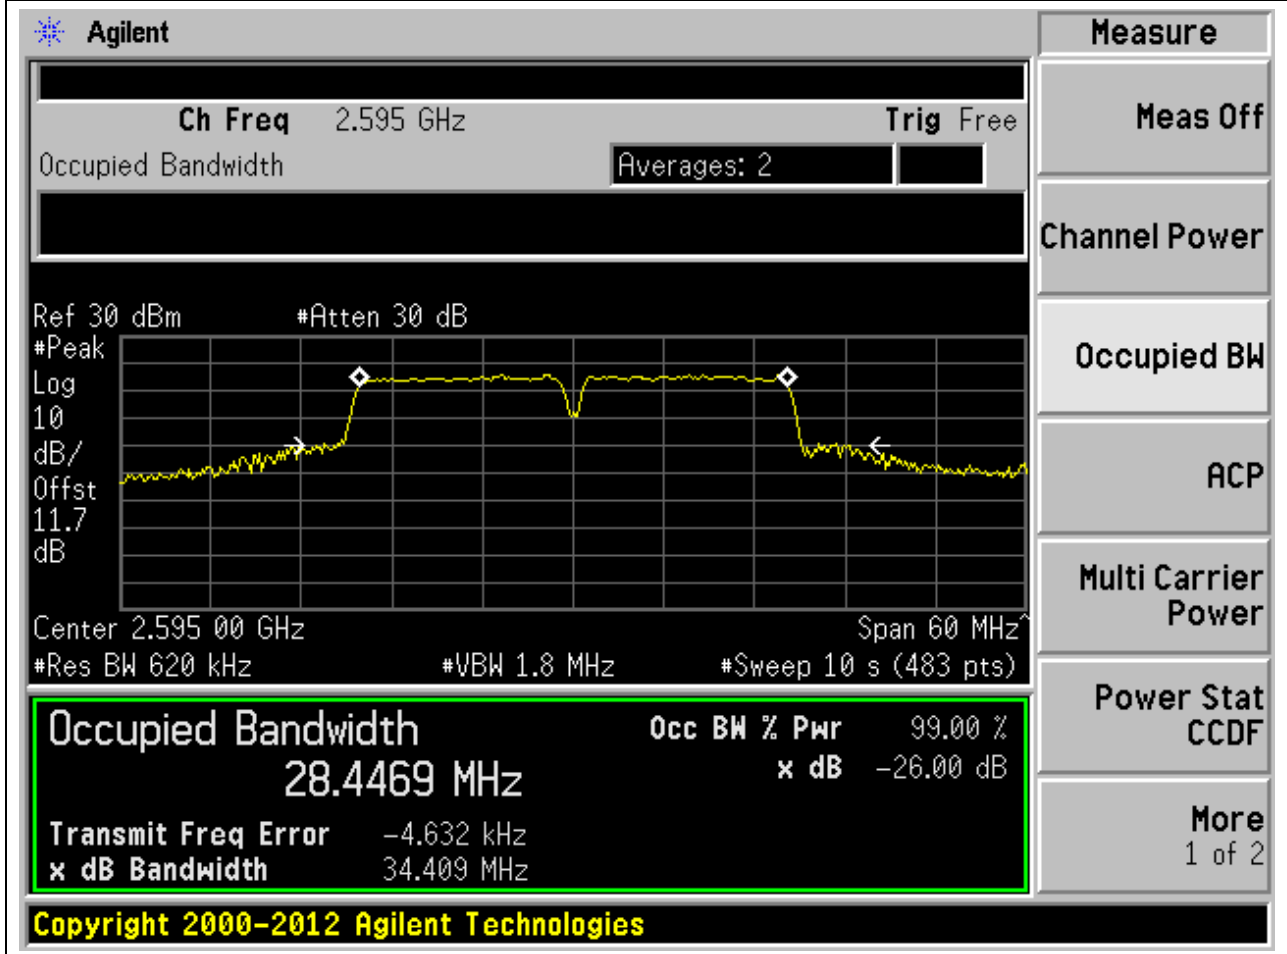 Agilent
Measure
Ch Freq 2.595 GHz Trig Free
Occupied Bandwidth Averages: 2
Meas Off
Channel Power
Occupied BW
ACP
Multi Carrier
Power
Power Stat
CCDF
More
1 of 2
Ref 30 dBm #Atten 30 dB
#Peak
Log
10
dB/
Offst
11.7
dB
Center 2.595 00 GHz Span 60 MHz^
#Res BW 620 kHz #VBW 1.8 MHz #Sweep 10 s (483 pts)
Occupied Bandwidth Occ BW % Pwr 99.00 %
28.4469 MHz x dB -26.00 dB
Transmit Freq Error -4.632 kHz
x dB Bandwidth 34.409 MHz
Copyright 2000-2012 Agilent Technologies